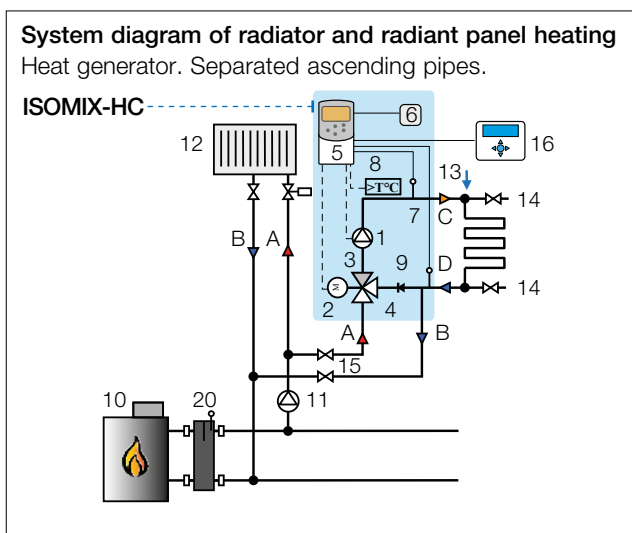 System diagram of radiator and radiant panel heating
Heat generator. Separated ascending pipes.
ISOMIX-HC
6
12
5
16
8
13
>T°C
14
7
C
1
B
A
3
9
D
M
2
4
14
A
B
15
10
20
11